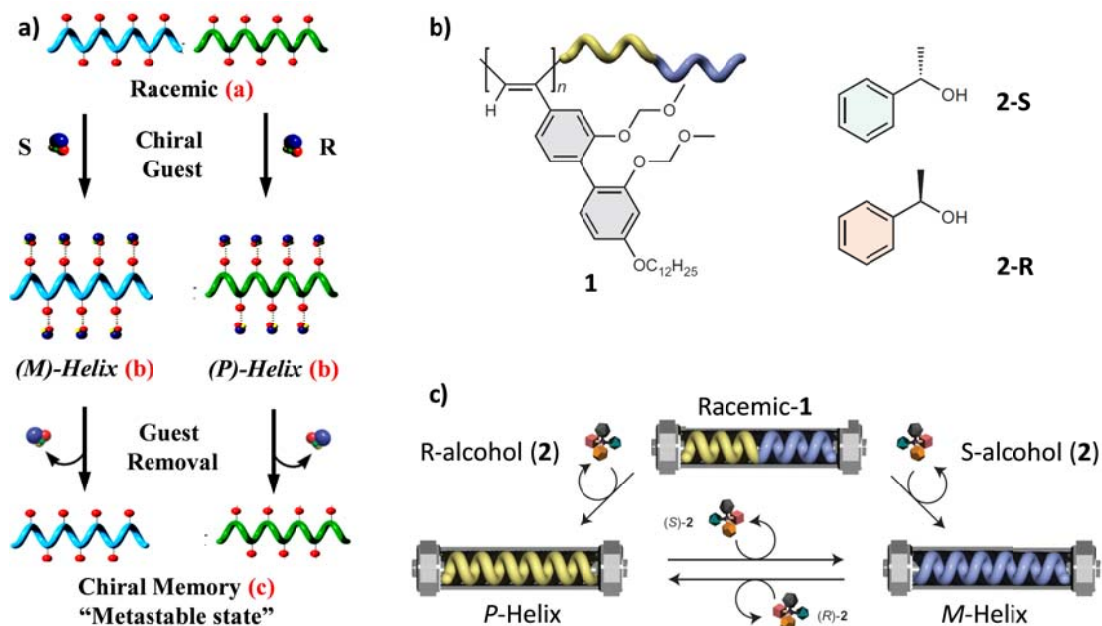 a)
Racemic (a)
S
Chiral
Guest
R
(M)-Helix (b)
(P)-Helix (b)
Guest
Removal
Chiral Memory (c)
“Metastable state”
b)
n
H
O
O
O
O
OC12H25
1
OH
2-S
OH
2-R
c)
Racemic-1
R-alcohol (2)
S-alcohol (2)
(S)-2
(R)-2
P-Helix
M-Helix